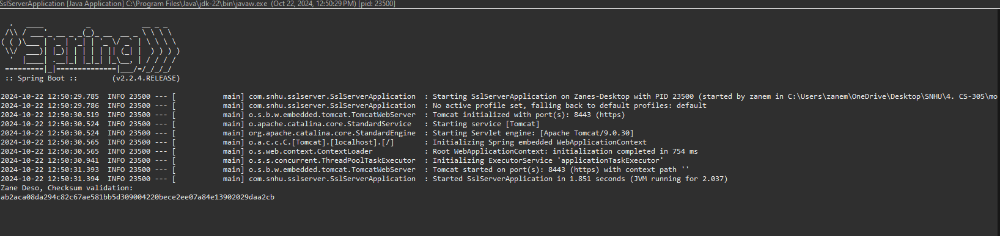 SslServerApplication [Java Application] C:\Program Files\Java\jdk-22\bin\javaw.exe (Oct 22, 2024, 12:50:29 PM) [pid: 23500]
  .   ____          _            __ _ _
 /\\ / ___'_ __ _ _(_)_ __  __ _ \ \ \ \
( ( )\___ | '_ | '_| | '_ \/ _` | \ \ \ \
 \\/  ___)| |_)| | | | | || (_| |  ) ) ) )
  '  |____| .__|_| |_|_| |_\__, | / / / /
 =========|_|==============|___/=/_/_/_/
 :: Spring Boot ::        (v2.2.4.RELEASE)
2024-10-22 12:50:29.785  INFO 23500 --- [           main] com.snhu.sslserver.SslServerApplication  : Starting SslServerApplication on Zanes-Desktop with PID 23500 (started by zanem in C:\Users\zanem\OneDrive\Desktop\SNHU\4. CS-305\mo
2024-10-22 12:50:29.786  INFO 23500 --- [           main] com.snhu.sslserver.SslServerApplication  : No active profile set, falling back to default profiles: default
2024-10-22 12:50:30.519  INFO 23500 --- [           main] o.s.b.w.embedded.tomcat.TomcatWebServer  : Tomcat initialized with port(s): 8443 (https)
2024-10-22 12:50:30.524  INFO 23500 --- [           main] o.apache.catalina.core.StandardService   : Starting service [Tomcat]
2024-10-22 12:50:30.524  INFO 23500 --- [           main] org.apache.catalina.core.StandardEngine  : Starting Servlet engine: [Apache Tomcat/9.0.30]
2024-10-22 12:50:30.565  INFO 23500 --- [           main] o.a.c.c.C.[Tomcat].[localhost].[/]       : Initializing Spring embedded WebApplicationContext
2024-10-22 12:50:30.565  INFO 23500 --- [           main] o.s.web.context.ContextLoader            : Root WebApplicationContext: initialization completed in 754 ms
2024-10-22 12:50:30.941  INFO 23500 --- [           main] o.s.s.concurrent.ThreadPoolTaskExecutor  : Initializing ExecutorService 'applicationTaskExecutor'
2024-10-22 12:50:31.393  INFO 23500 --- [           main] o.s.b.w.embedded.tomcat.TomcatWebServer  : Tomcat started on port(s): 8443 (https) with context path ''
2024-10-22 12:50:31.394  INFO 23500 --- [           main] com.snhu.sslserver.SslServerApplication  : Started SslServerApplication in 1.851 seconds (JVM running for 2.037)
Zane Deso, Checksum validation:
ab2aca08da294c82c67ae581bb5d309004220bece2ee07a84e13902029daa2cb